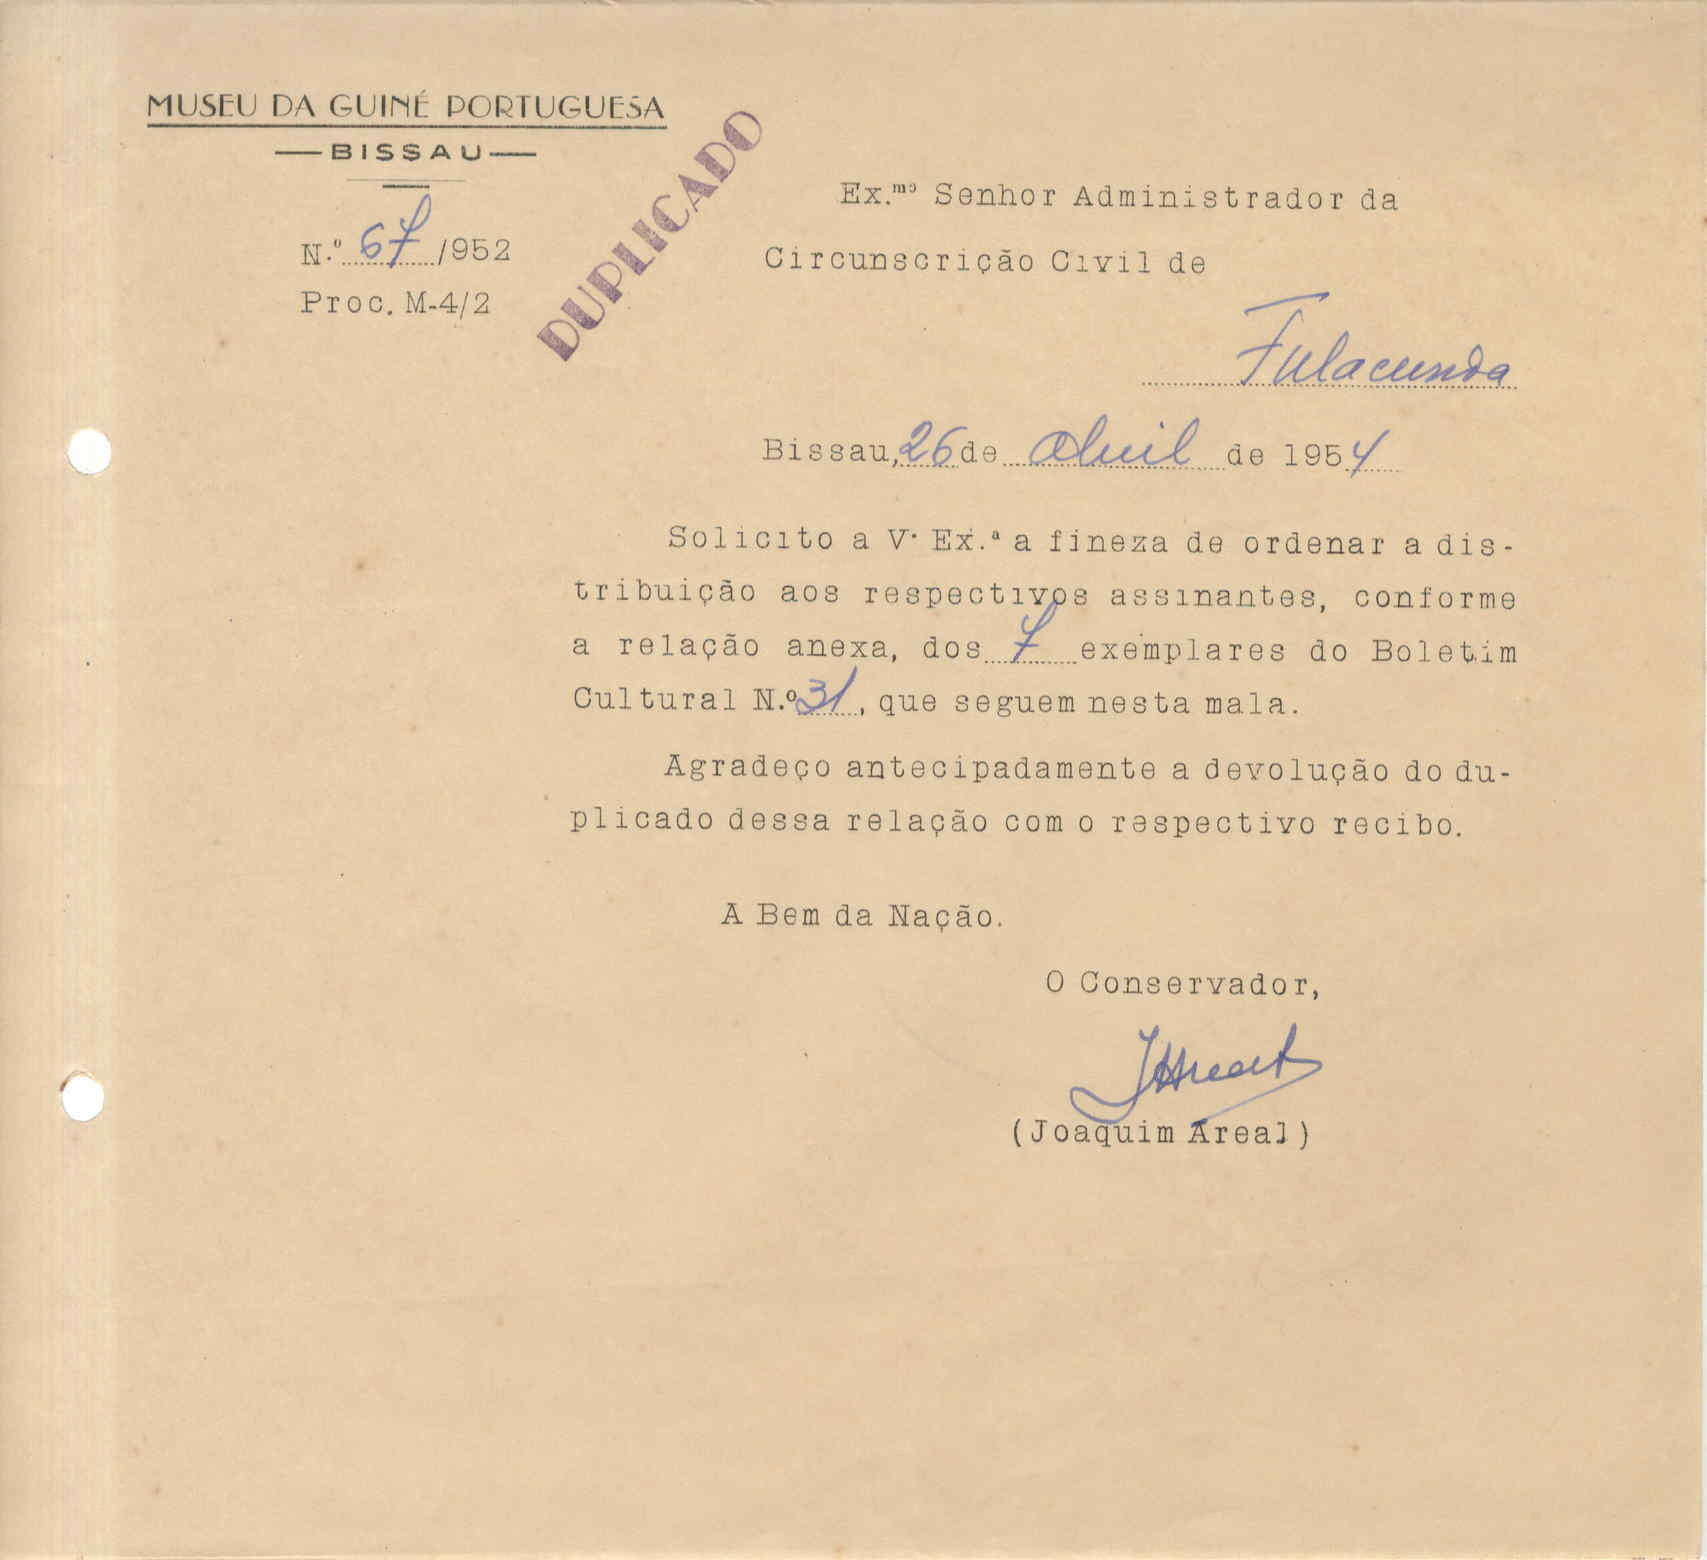 MUSEU DA GUINÉ PORTUGUESA
BISSAU
N.º 67/952
Proc. M-4/2
DUPLICADO
Ex.mo Senhor Administrador da
Circunscrição Civil de
Fulacunda
Bissau, 26 de Abril de 1954
Solicito a V. Ex.ª a fineza de ordenar a dis-
tribuição aos respectivos assinantes, conforme
a relação anexa, dos 7 exemplares do Boletim
Cultural N.º 31, que seguem nesta mala.
Agradeço antecipadamente a devolução do du-
plicado dessa relação com o respectivo recibo.
A Bem da Nação.
O Conservador,
JAreal
(Joaquim Areal)